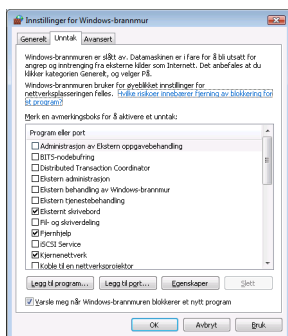 Innstillinger for Windows-brannmur
Generelt Unntak Avansert
Windows-brannmuren er slått av. Datamaskinen er i fare for å bli utsatt for
angrep og inntrenging fra eksterne kilder som Internett. Det anbefales at du
klikker kategorien Generelt, og velger På.
Windows-brannmuren bruker for øyeblikket innstillinger for
nettverksplasseringen felles. Hvilke risikoer innebærer fjerning av blokkering for
et program?
Merk en avmerkingsboks for å aktivere et unntak:
Program eller port
Administrasjon av Ekstern oppgavebehandling
BITS-nodebufring
Distributed Transaction Coordinator
Ekstern administrasjon
Ekstern behandling av Windows-brannmur
Ekstern tjenestebehandling
Eksternt skrivebord
Fil- og skriverdeling
Fjernhjelp
iSCSI Service
Kjernenettverk
Koble til en nettverksprojektor
Legg til program... Legg til port... Egenskaper Slett
Varsle meg når Windows-brannmuren blokkerer et nytt program
OK Avbryt Bruk